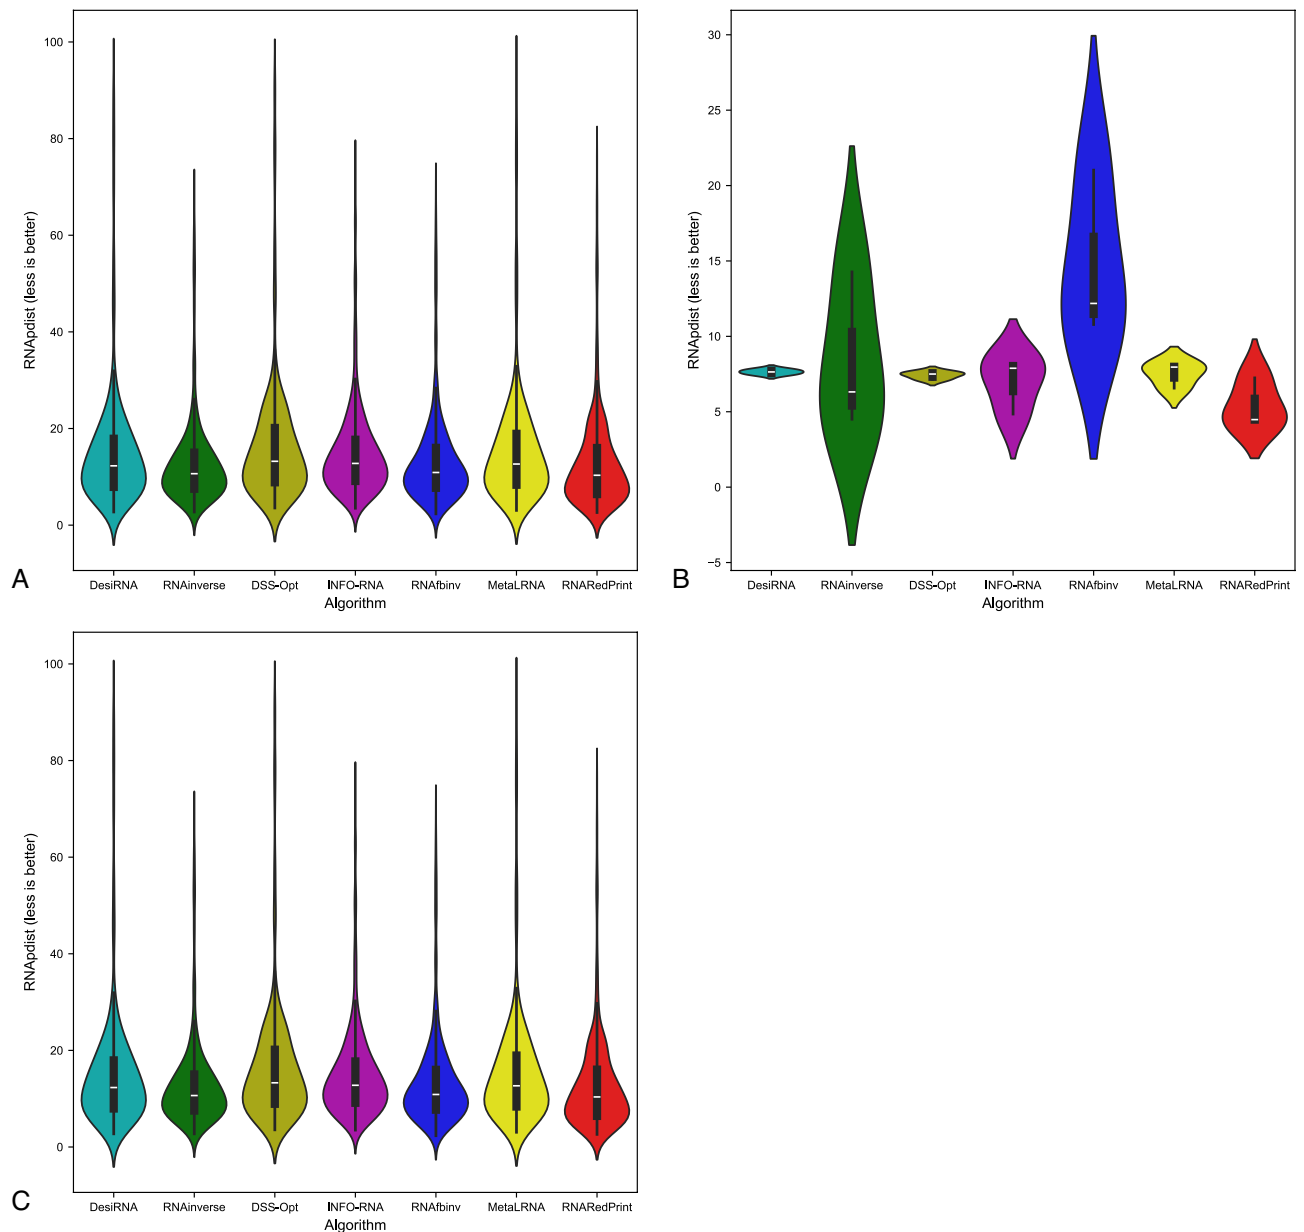 100
80
60
40
20
0
RNApdist (less is better)
DesiRNA RNAinverse DSS-Opt INFO-RNA RNAfbinv MetaLRNA RNARedPrint
Algorithm
A
30
25
20
15
10
5
0
−5
RNApdist (less is better)
DesiRNA RNAinverse DSS-Opt INFO-RNA RNAfbinv MetaLRNA RNARedPrint
Algorithm
B
100
80
60
40
20
0
RNApdist (less is better)
DesiRNA RNAinverse DSS-Opt INFO-RNA RNAfbinv MetaLRNA RNARedPrint
Algorithm
C